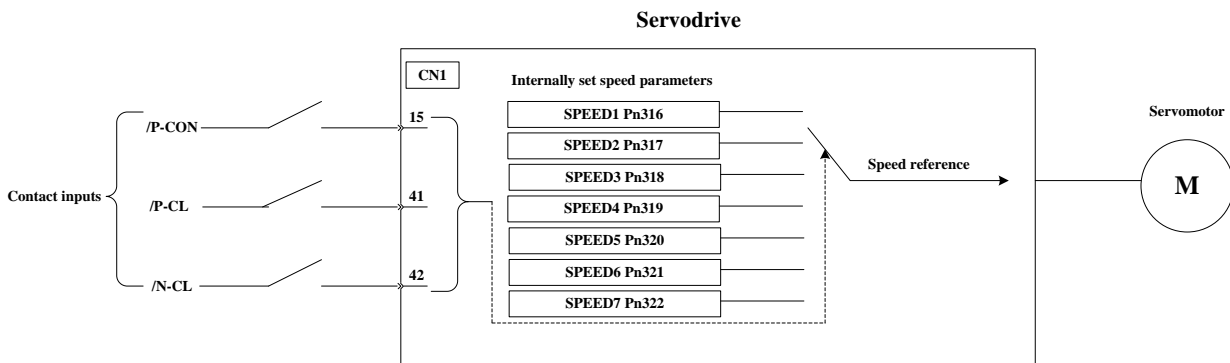 Servodrive
CN1
Internally set speed parameters
SPEED1 Pn316
SPEED2 Pn317
SPEED3 Pn318
SPEED4 Pn319
SPEED5 Pn320
SPEED6 Pn321
SPEED7 Pn322
Contact inputs
/P-CON
15
/P-CL
41
/N-CL
42
Speed reference
Servomotor
M